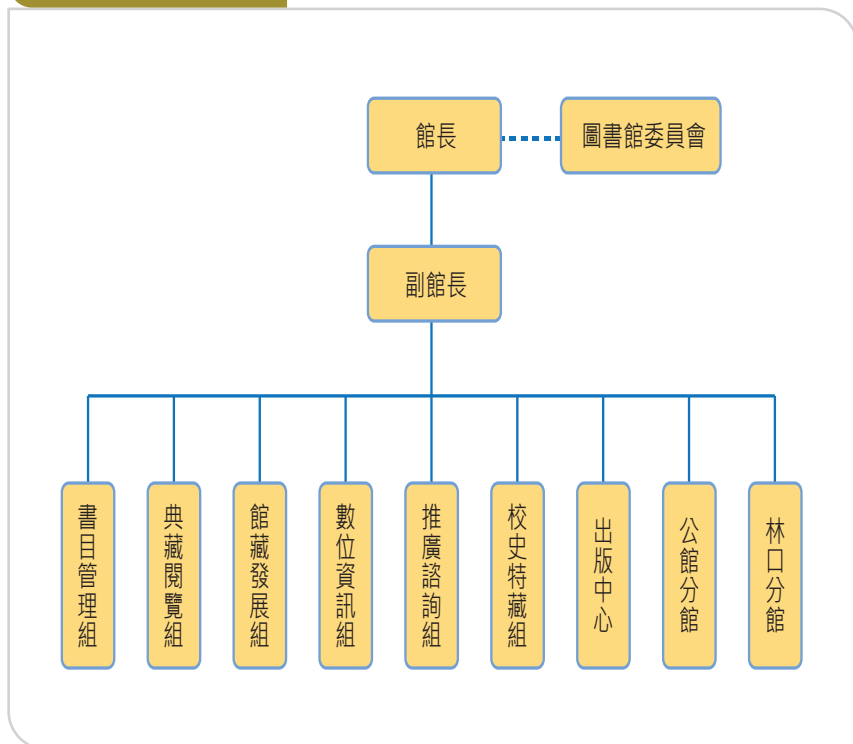 館長
圖書館委員會
副館長
書目管理組
典藏閱覽組
館藏發展組
數位資訊組
推廣諮詢組
校史特藏組
出版中心
公館分館
林口分館